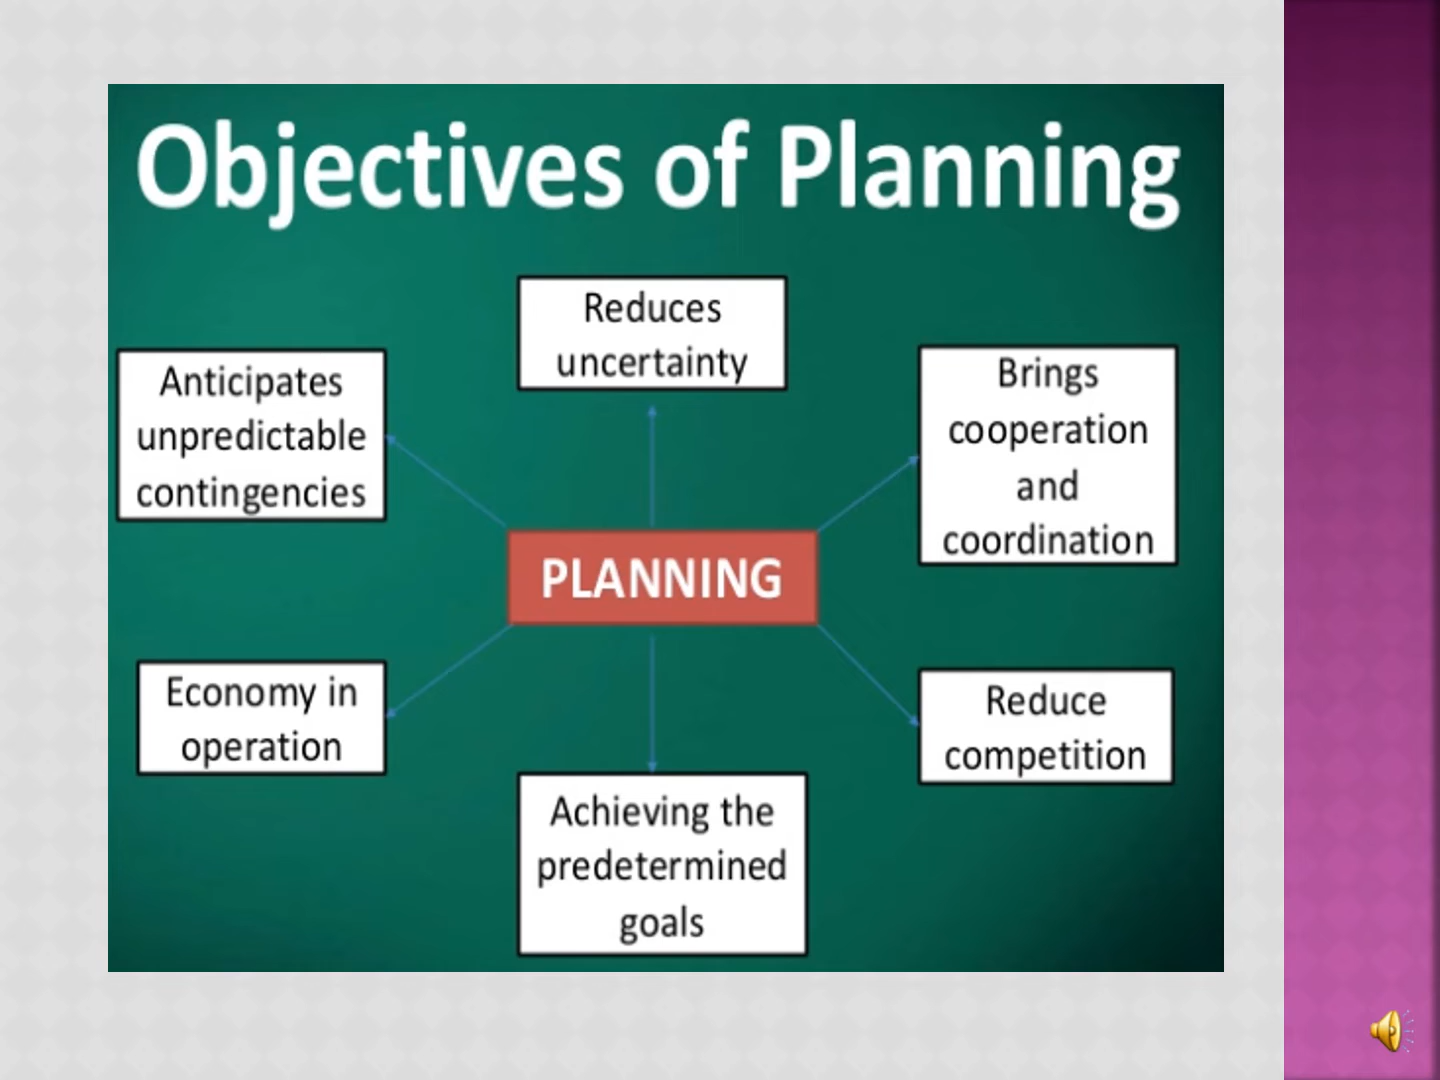 Objectives of Planning
Reduces
uncertainty
Anticipates
unpredictable
contingencies
Brings
cooperation
and
coordination
PLANNING
Economy in
operation
Reduce
competition
Achieving the
predetermined
goals